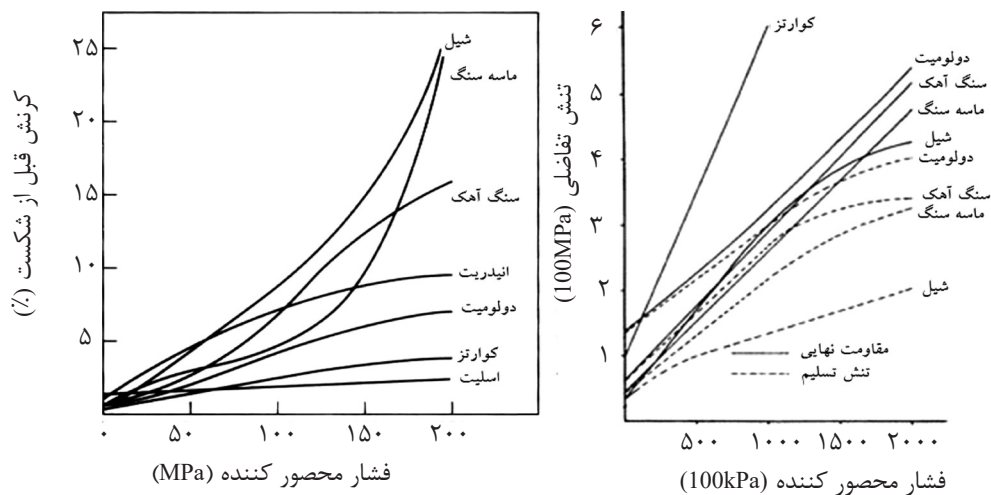 کرنش قبل از شکست (٪)
۲۵
۲۰
۱۵
۱۰
۵
شیل
ماسه سنگ
سنگ آهک
انیدریت
دولومیت
کوارتز
اسلیت
۰ ۵۰ ۱۰۰ ۱۵۰ ۲۰۰
فشار محصور کننده (MPa)
تنش تفاضلی (100MPa)
۶
۵
۴
۳
۲
۱
کوارتز
دولومیت
سنگ آهک
ماسه سنگ
شیل
دولومیت
سنگ آهک
ماسه سنگ
شیل
مقاومت نهایی
تنش تسلیم
۵۰۰ ۱۰۰۰ ۱۵۰۰ ۲۰۰۰
فشار محصور کننده (100kPa)